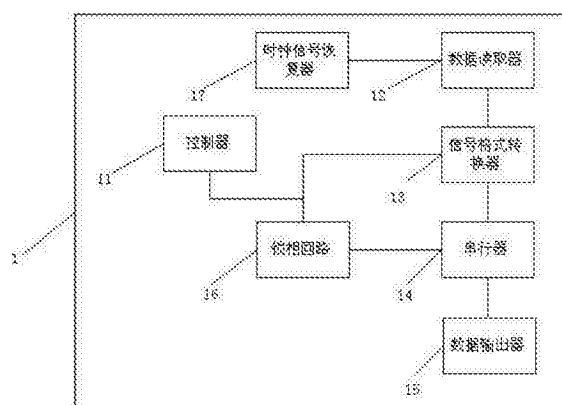 时钟信号恢
复器
数据读取器
17
12
控制器
信号格式转
换器
11
13
锁相回路
串行器
1
16
14
数据输出器
15